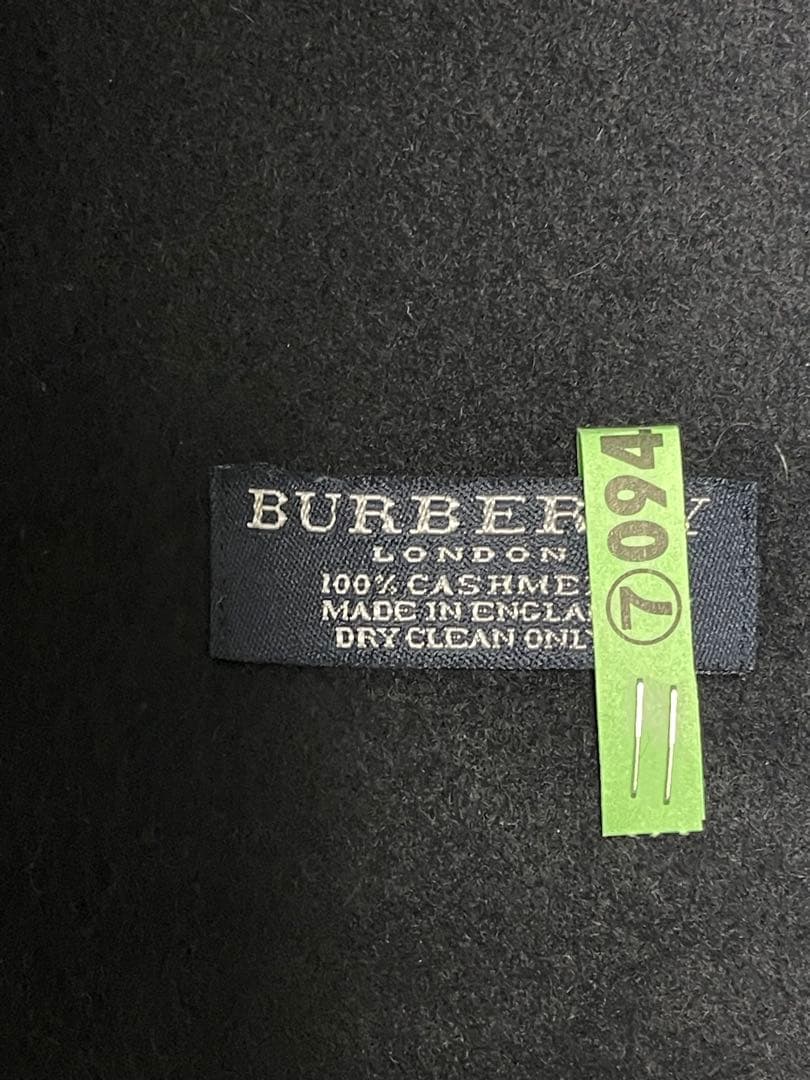 BURBER Y
LONDON
100% CASHME
MADE IN ENGLA
DRY CLEAN ONL
⑦094